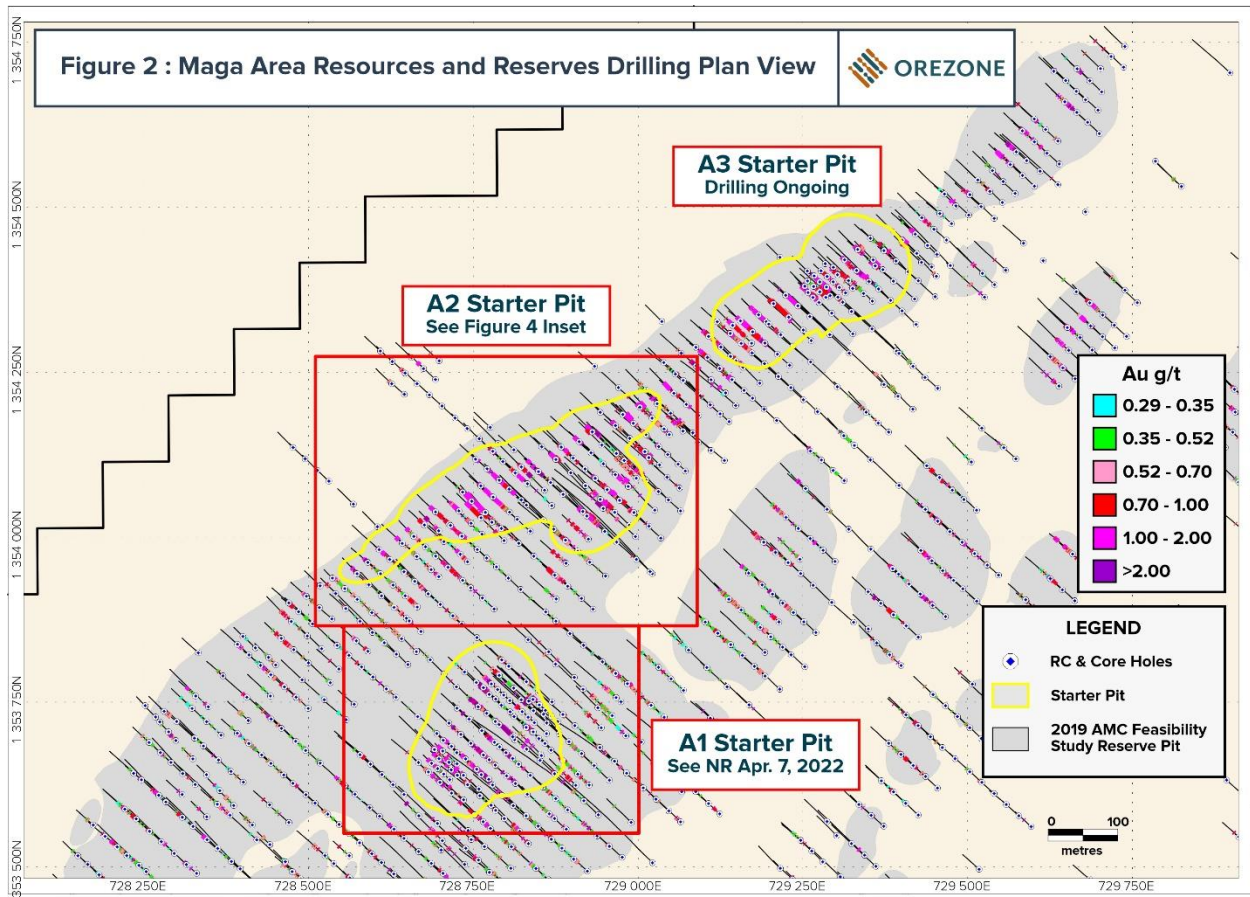 Figure 2 : Maga Area Resources and Reserves Drilling Plan View
OREZONE
A3 Starter Pit
Drilling Ongoing
A2 Starter Pit
See Figure 4 Inset
A1 Starter Pit
See NR Apr. 7, 2022
Au g/t
0.29 - 0.35
0.35 - 0.52
0.52 - 0.70
0.70 - 1.00
1.00 - 2.00
>2.00
LEGEND
RC & Core Holes
Starter Pit
2019 AMC Feasibility
Study Reserve Pit
0 100
metres
1 354 750N
1 354 500N
1 354 250N
1 354 000N
1 353 750N
1 353 500N
728 250E
728 500E
728 750E
729 000E
729 250E
729 500E
729 750E